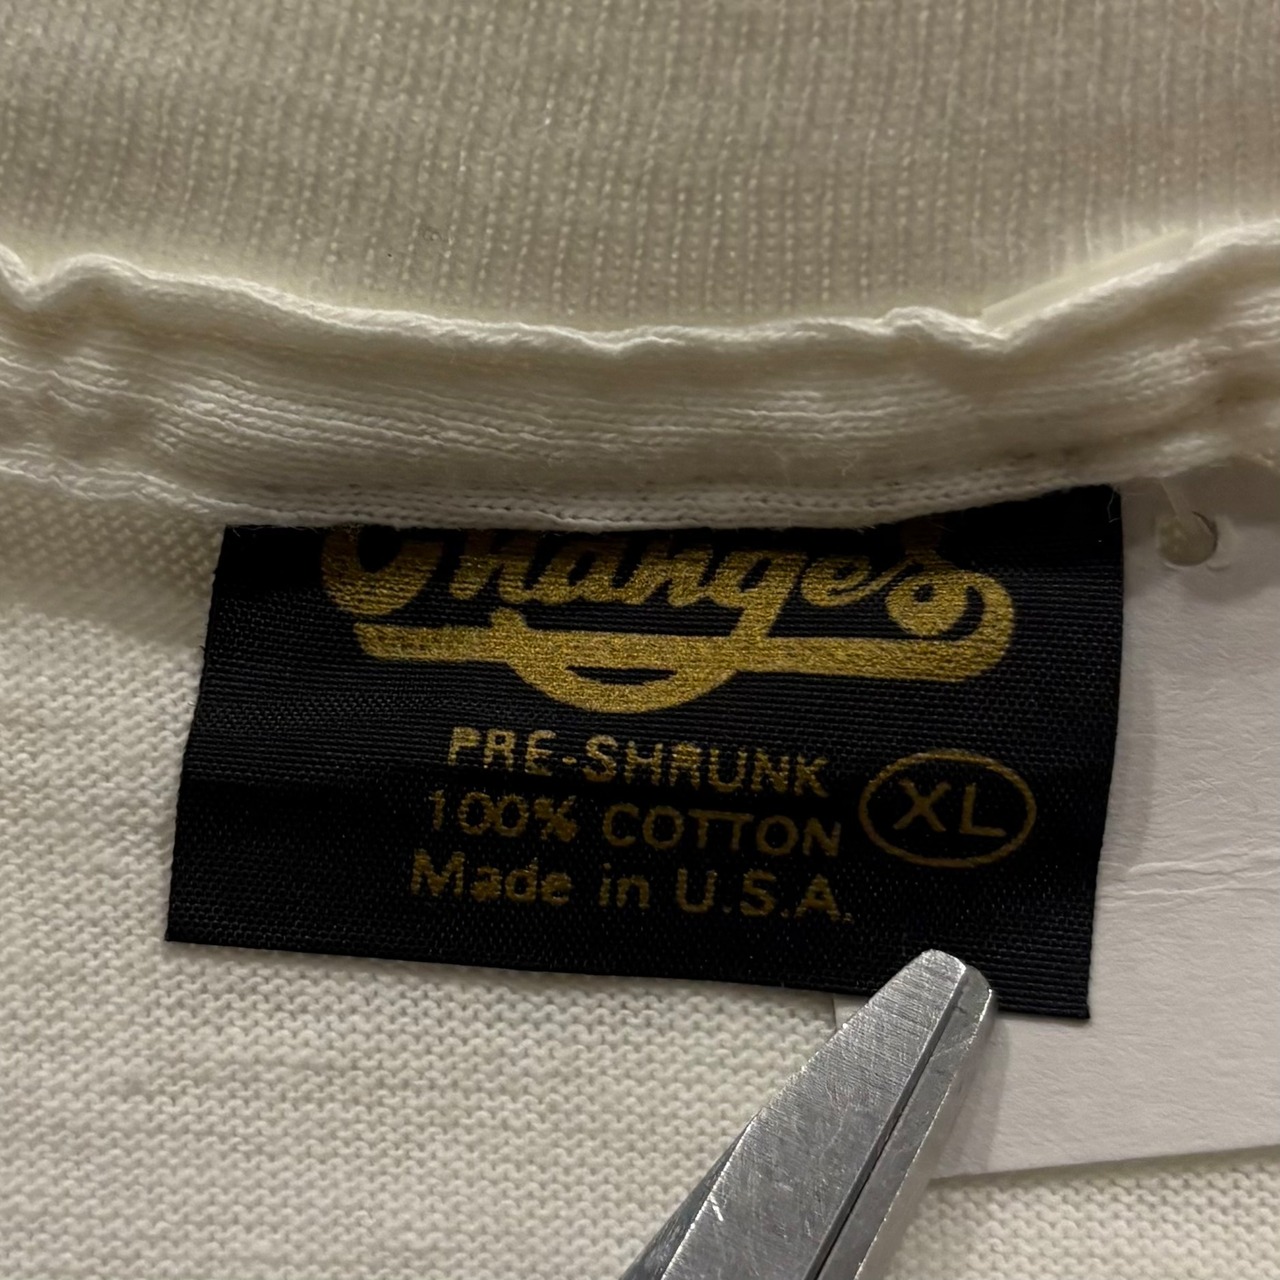 Changes
PRE-SHRUNK
100% COTTON
Made in U.S.A.
XL